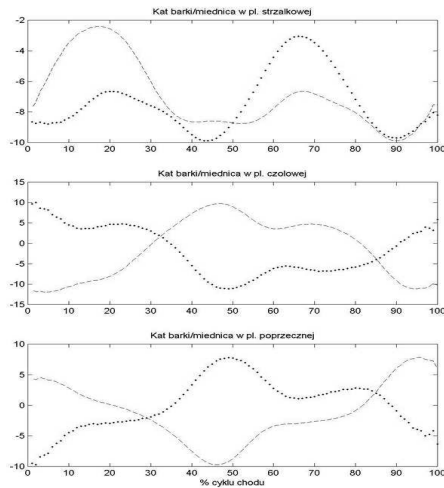 Kat barki/miednica w pl. strzalkowej
-2
-4
-6
-8
-10
0 10 20 30 40 50 60 70 80 90 100
Kat barki/miednica w pl. czolowej
15
10
5
0
-5
-10
-15
0 10 20 30 40 50 60 70 80 90 100
Kat barki/miednica w pl. poprzecznej
10
5
0
-5
-10
0 10 20 30 40 50 60 70 80 90 100
% cyklu chodu